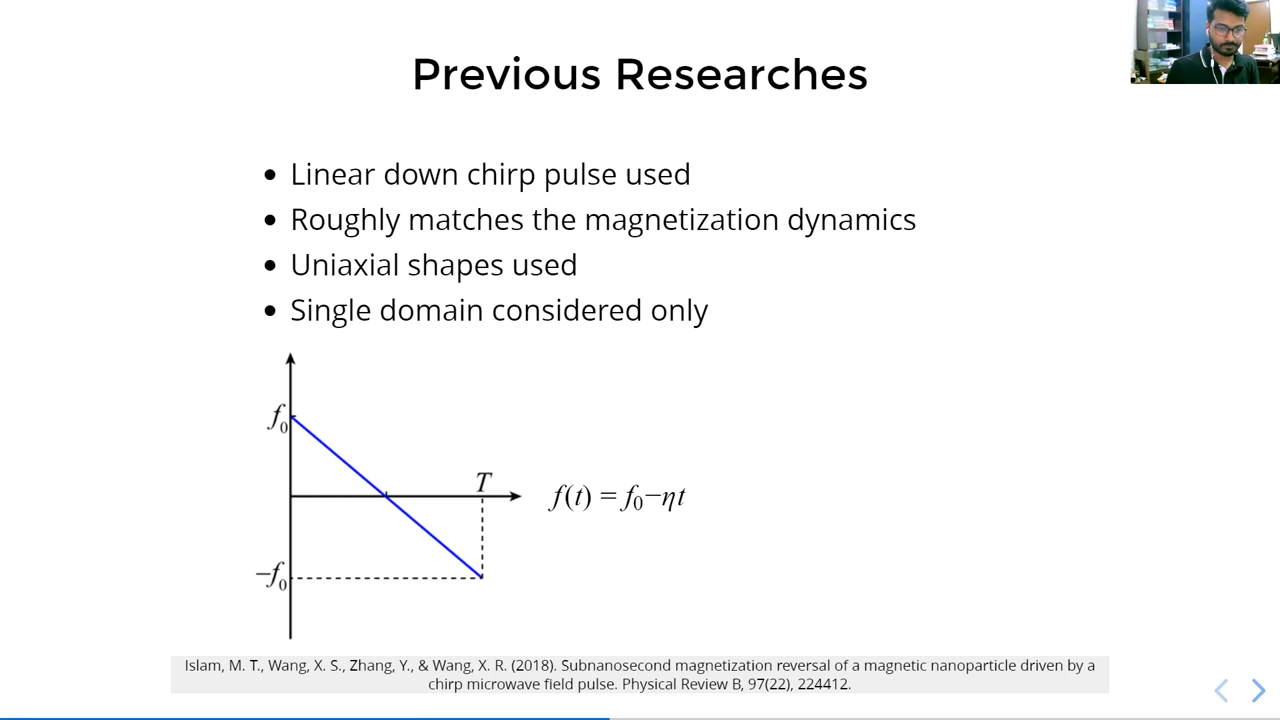 Previous Researches
Linear down chirp pulse used
Roughly matches the magnetization dynamics
Uniaxial shapes used
Single domain considered only
f₀
T
f(t) = f₀−ηt
−f₀
Islam, M. T., Wang, X. S., Zhang, Y., & Wang, X. R. (2018). Subnanosecond magnetization reversal of a magnetic nanoparticle driven by a
chirp microwave field pulse. Physical Review B, 97(22), 224412.